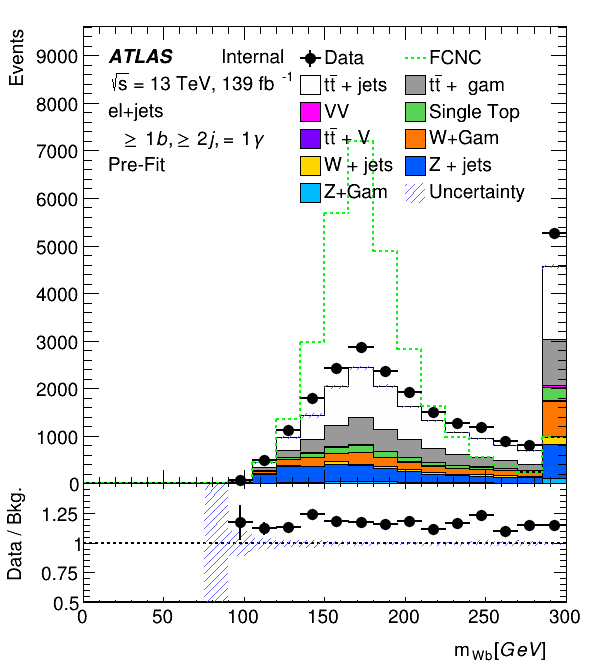 Events
9000
8000
7000
6000
5000
4000
3000
2000
1000
0
ATLAS Internal
√s = 13 TeV, 139 fb⁻¹
el+jets
≥ 1b, ≥ 2j, = 1γ
Pre-Fit
Data
FCNC
tt̄ + jets
tt̄ + gam
VV
Single Top
tt̄ + V
W+Gam
W + jets
Z + jets
Z+Gam
Uncertainty
Data / Bkg.
1.25
1
0.75
0.5
0 50 100 150 200 250 300
m_Wb [GeV]